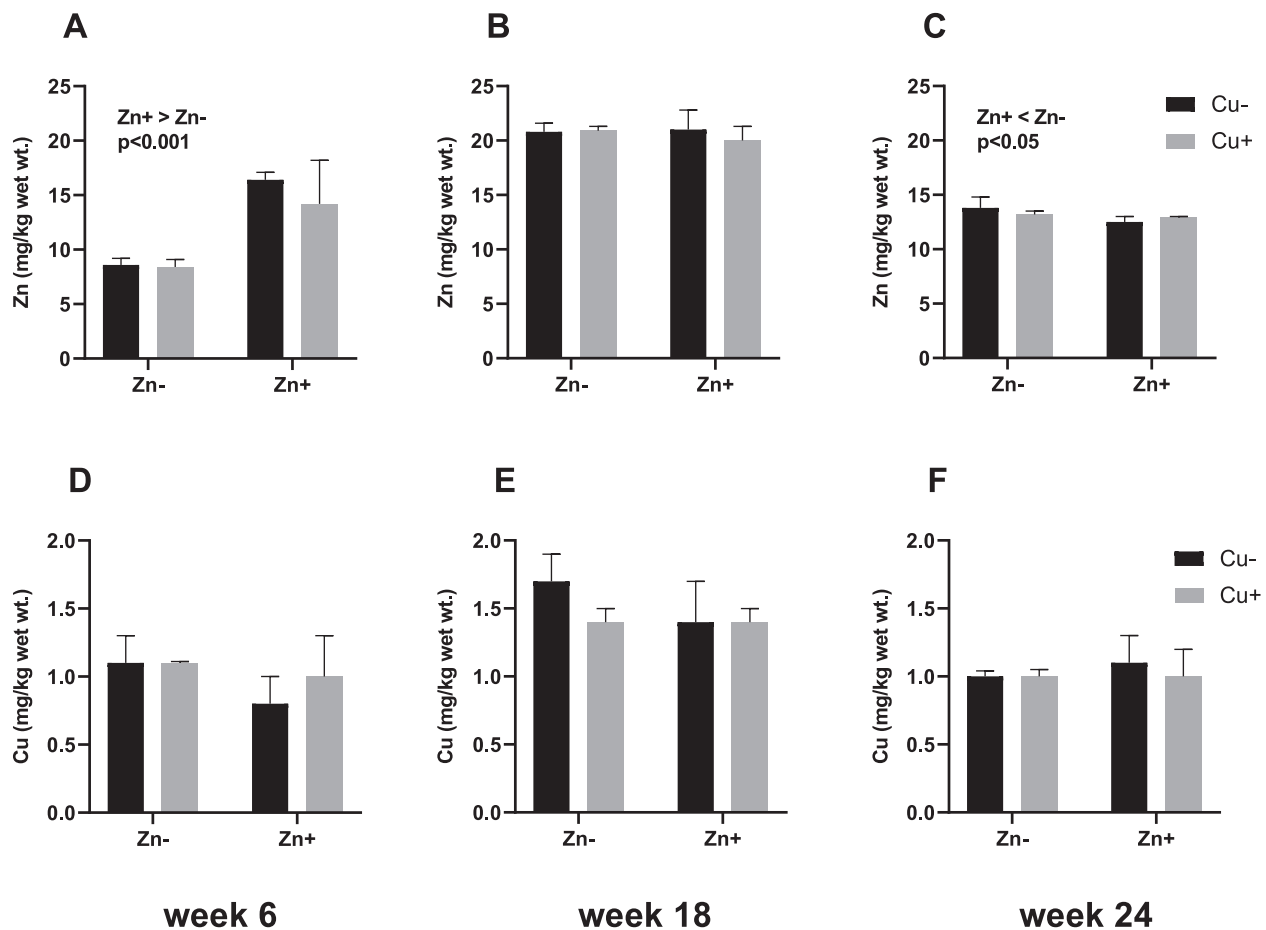 A
B
C
25
20
15
10
5
0
Zn (mg/kg wet wt.)
Zn+ > Zn-
p<0.001
Zn-
Zn+
25
20
15
10
5
0
Zn (mg/kg wet wt.)
Zn-
Zn+
25
20
15
10
5
0
Zn (mg/kg wet wt.)
Zn+ < Zn-
p<0.05
Cu-
Cu+
Zn-
Zn+
D
E
F
2.0
1.5
1.0
0.5
0.0
Cu (mg/kg wet wt.)
Zn-
Zn+
2.0
1.5
1.0
0.5
0.0
Cu (mg/kg wet wt.)
Zn-
Zn+
2.0
1.5
1.0
0.5
0.0
Cu (mg/kg wet wt.)
Cu-
Cu+
Zn-
Zn+
week 6
week 18
week 24